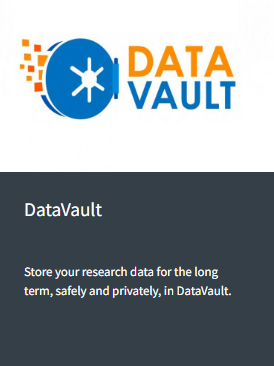 DATA
VAULT
DataVault
Store your research data for the long
term, safely and privately, in DataVault.